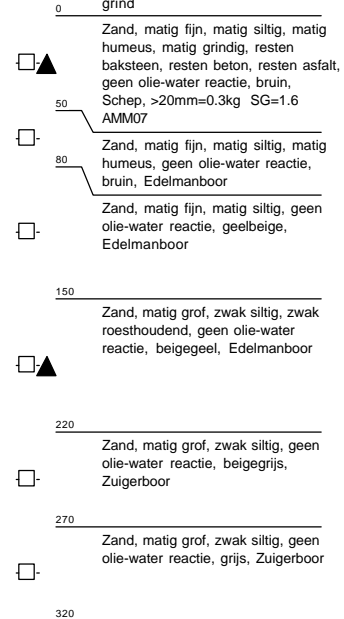 grind
0
Zand, matig fijn, matig siltig, matig
humeus, matig grindig, resten
baksteen, resten beton, resten asfalt,
geen olie-water reactie, bruin,
Schep, >20mm=0.3kg SG=1.6
AMM07
50
Zand, matig fijn, matig siltig, matig
humeus, geen olie-water reactie,
bruin, Edelmanboor
80
Zand, matig fijn, matig siltig, geen
olie-water reactie, geelbeige,
Edelmanboor
150
Zand, matig grof, zwak siltig, zwak
roesthoudend, geen olie-water
reactie, beigegeel, Edelmanboor
220
Zand, matig grof, zwak siltig, geen
olie-water reactie, beigegrijs,
Zuigerboor
270
Zand, matig grof, zwak siltig, geen
olie-water reactie, grijs, Zuigerboor
320